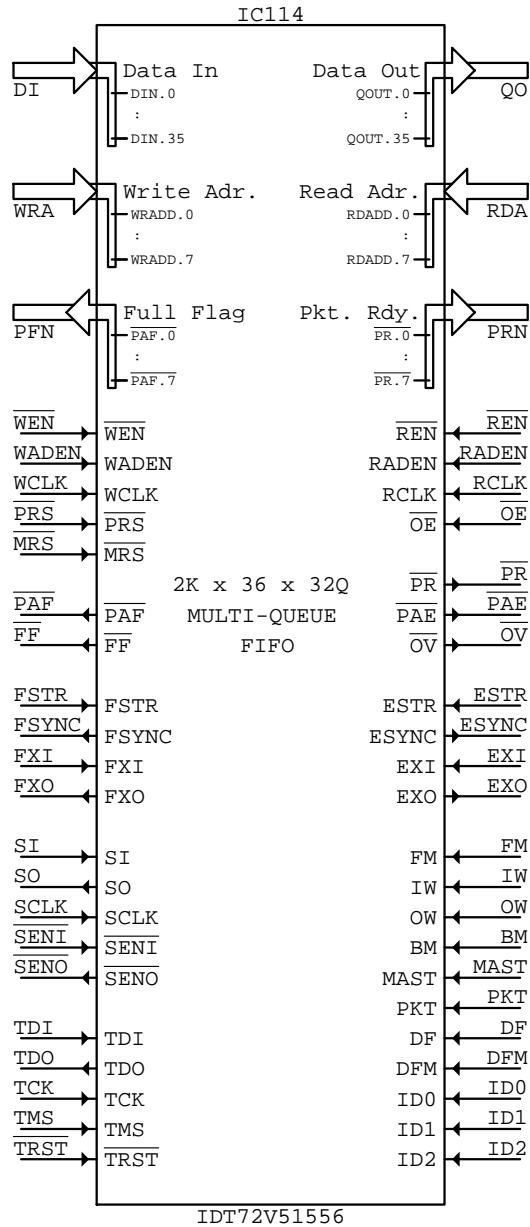 IC114
DI Data In Data Out QO
DIN.0 QOUT.0
: :
DIN.35 QOUT.35
WRA Write Adr. Read Adr. RDA
WRADD.0 RDADD.0
: :
WRADD.7 RDADD.7
PFN Full Flag Pkt. Rdy. PRN
PAF.0 PR.0
: :
PAF.7 PR.7
WEN WEN REN REN
WADEN WADEN RADEN RADEN
WCLK WCLK RCLK RCLK
PRS PRS OE OE
MRS MRS
2K x 36 x 32Q PR PR
PAF PAF MULTI-QUEUE PAE PAE
FF FF FIFO OV OV
FSTR FSTR ESTR ESTR
FSYNC FSYNC ESYNC ESYNC
FXI FXI EXI EXI
FXO FXO EXO EXO
SI SI FM FM
SO SO IW IW
SCLK SCLK OW OW
SENI SENI BM BM
SENO SENO MAST MAST
PKT PKT
TDI TDI DF DF
TDO TDO DFM DFM
TCK TCK ID0 ID0
TMS TMS ID1 ID1
TRST TRST ID2 ID2
IDT72V51556